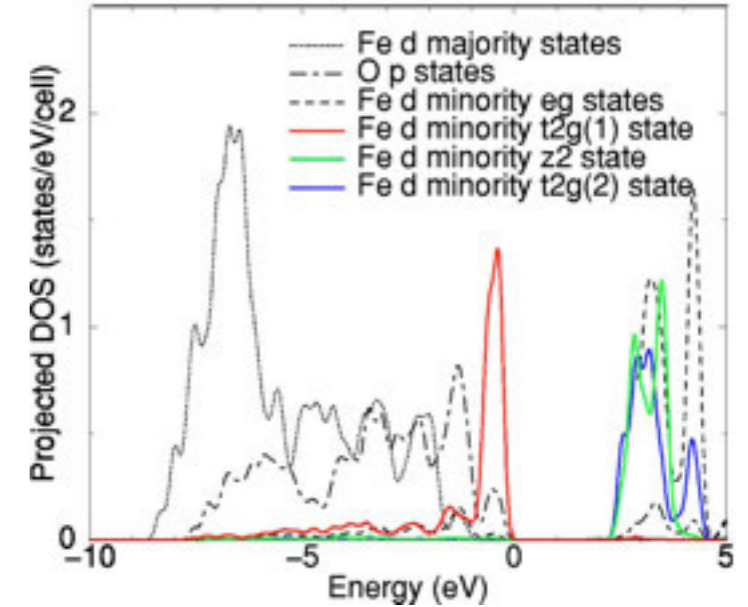 Fe d majority states
O p states
Fe d minority eg states
Fe d minority t2g(1) state
Fe d minority z2 state
Fe d minority t2g(2) state
Projected DOS (states/eV/cell)
2
1
0
−10
−5
0
5
Energy (eV)